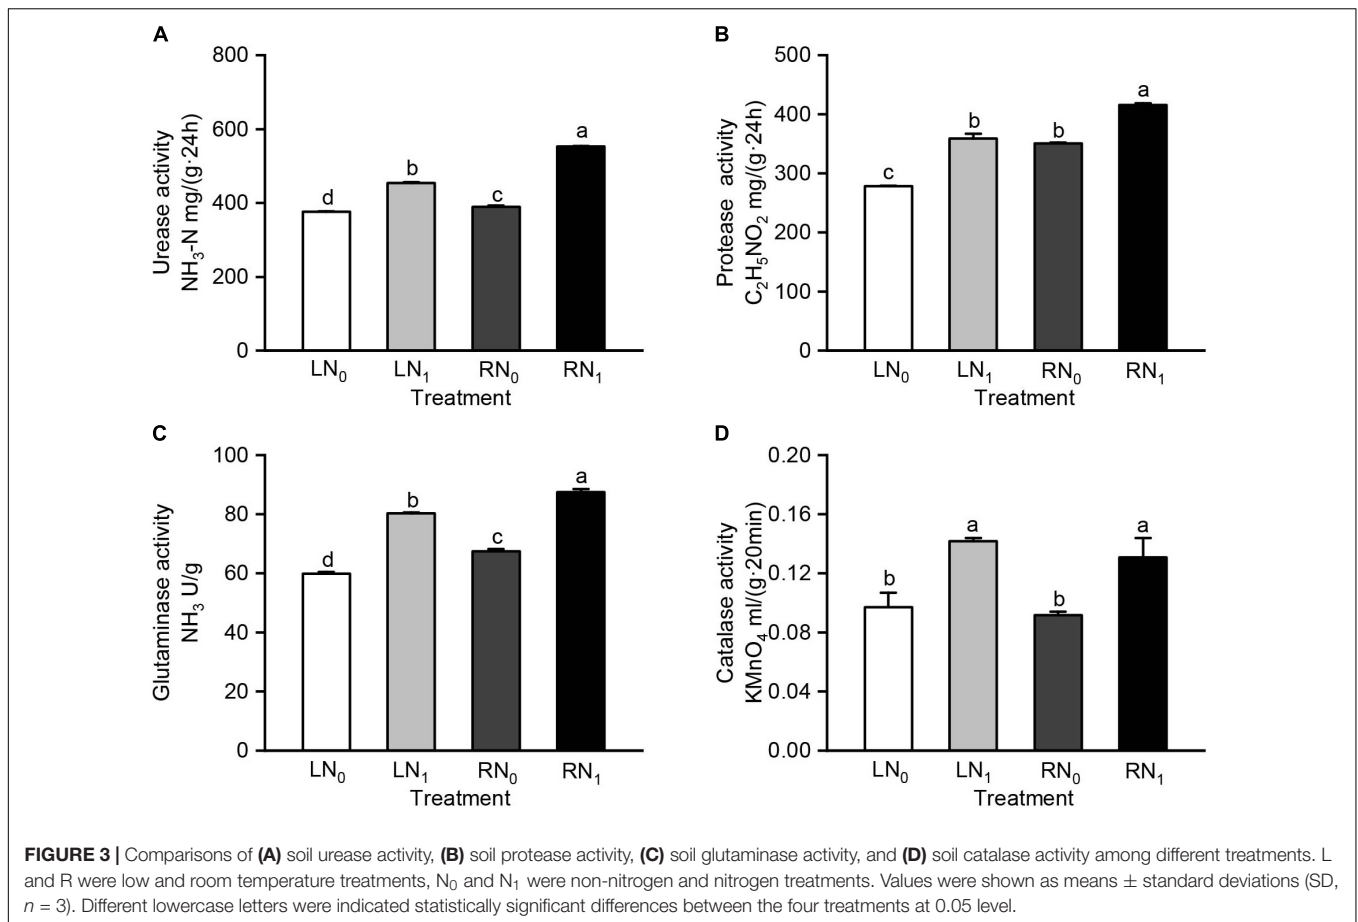 A
800
600
400
200
0
Urease activity
NH₃-N mg/(g·24h)
d
b
c
a
LN₀ LN₁ RN₀ RN₁
Treatment
B
500
400
300
200
100
0
Protease activity
C₂H₅NO₂ mg/(g·24h)
c
b
b
a
LN₀ LN₁ RN₀ RN₁
Treatment
C
100
80
60
40
20
0
Glutaminase activity
NH₃ U/g
d
b
c
a
LN₀ LN₁ RN₀ RN₁
Treatment
D
0.20
0.16
0.12
0.08
0.04
0.00
Catalase activity
KMnO₄ ml/(g·20min)
b
a
b
a
LN₀ LN₁ RN₀ RN₁
Treatment
FIGURE 3 | Comparisons of (A) soil urease activity, (B) soil protease activity, (C) soil glutaminase activity, and (D) soil catalase activity among different treatments. L
and R were low and room temperature treatments, N₀ and N₁ were non-nitrogen and nitrogen treatments. Values were shown as means ± standard deviations (SD,
n = 3). Different lowercase letters were indicated statistically significant differences between the four treatments at 0.05 level.